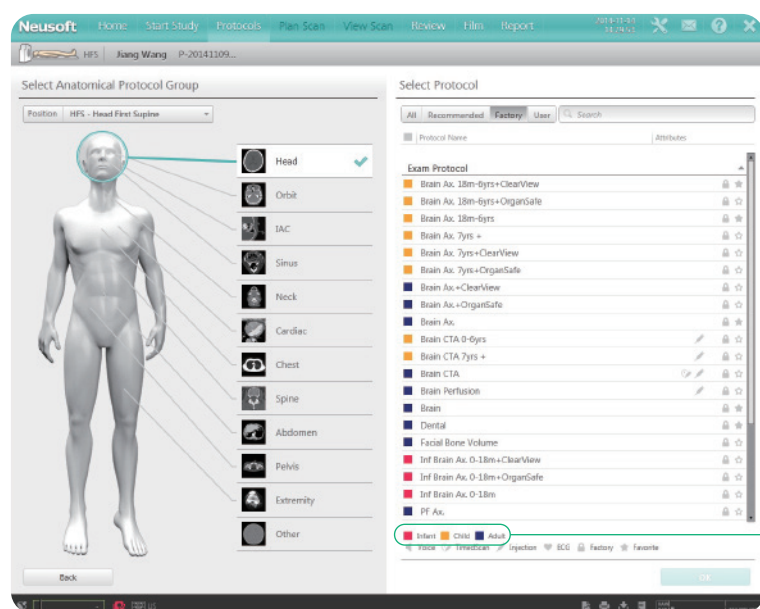 Neusoft Home Start Study Protocols Plan Scan View Scan Review Film Report
HFS Jiang Wang P-20141109...
Select Anatomical Protocol Group
Position HFS - Head First Supine
Head
Orbit
IAC
Sinus
Neck
Cardiac
Chest
Spine
Abdomen
Pelvis
Extremity
Other
Back
Select Protocol
All Recommended Factory User Search
Protocol Name Attributes
Exam Protocol
Brain Ax. 18m-6yrs+ClearView
Brain Ax. 18m-6yrs+OrganSafe
Brain Ax. 18m-6yrs
Brain Ax. 7yrs +
Brain Ax. 7yrs+ClearView
Brain Ax. 7yrs+OrganSafe
Brain Ax.+ClearView
Brain Ax.+OrganSafe
Brain Ax.
Brain CTA 0-6yrs
Brain CTA 7yrs +
Brain CTA
Brain Perfusion
Brain
Dental
Facial Bone Volume
Inf Brain Ax. 0-18m+ClearView
Inf Brain Ax. 0-18m+OrganSafe
Inf Brain Ax. 0-18m
PF Ax.
Infant Child Adult
Voice TimedScan Injection ECG Factory Favorite
OK